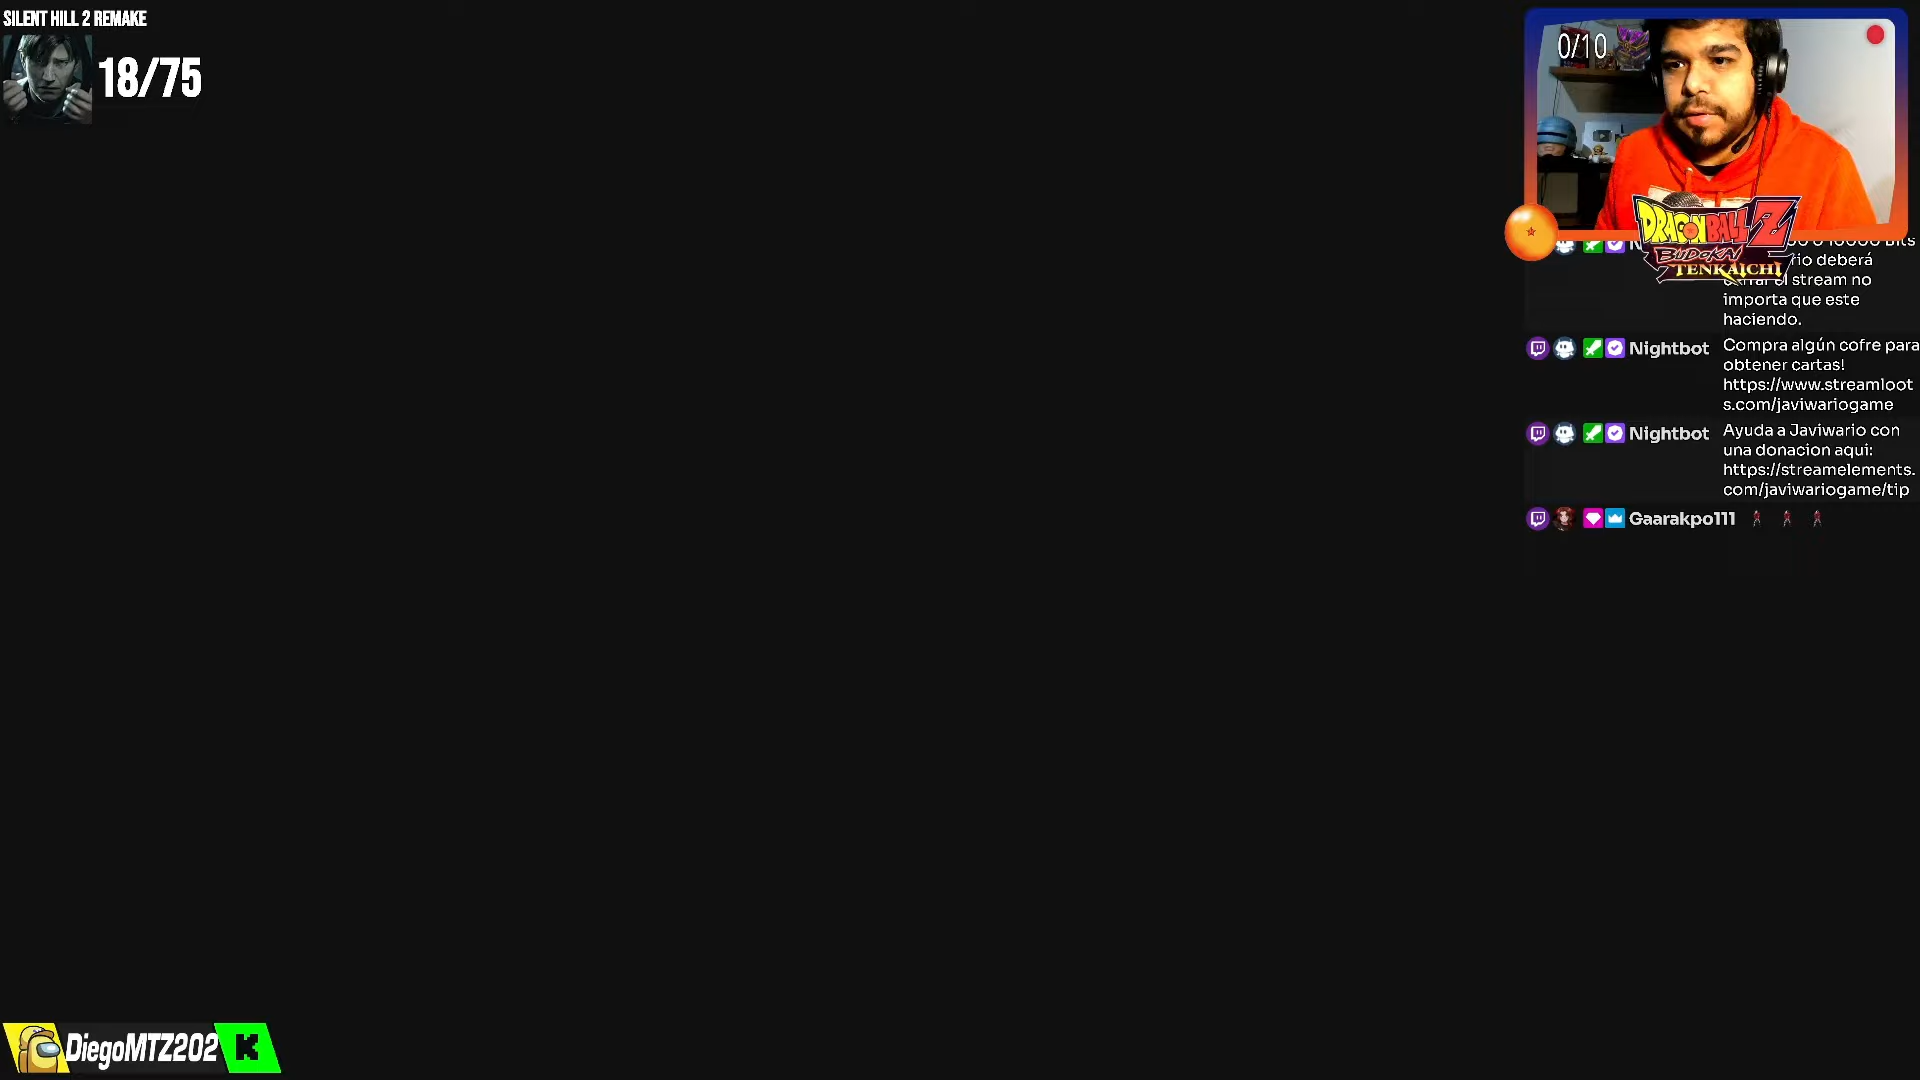 SILENT HILL 2 REMAKE
18/75
0/10
DRAGON BALL Z
BUDOKAI
TENKAICHI
Bits
deberá
el stream no
importa que este
haciendo.
Nightbot Compra algún cofre para
obtener cartas!
https://www.streamloot
s.com/javiwariogame
Nightbot Ayuda a Javiwario con
una donacion aqui:
https://streamelements.
com/javiwariogame/tip
Gaarakpo111
DiegoMTZ202 K